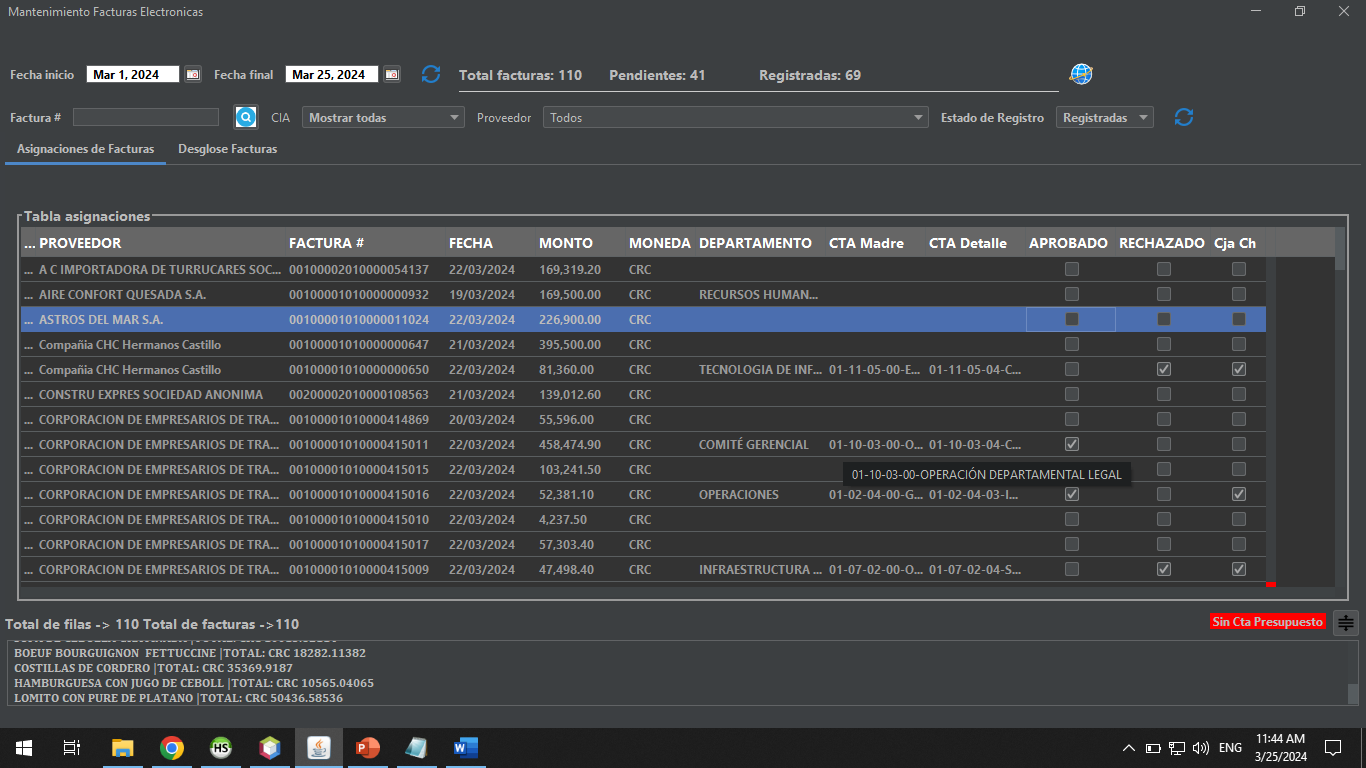 Mantenimiento Facturas Electronicas
Fecha inicio Mar 1, 2024 Fecha final Mar 25, 2024 Total facturas: 110 Pendientes: 41 Registradas: 69
Factura # CIA Mostrar todas Proveedor Todos Estado de Registro Registradas
Asignaciones de Facturas Desglose Facturas
Tabla asignaciones
... PROVEEDOR FACTURA # FECHA MONTO MONEDA DEPARTAMENTO CTA Madre CTA Detalle APROBADO RECHAZADO Cja Ch
... A C IMPORTADORA DE TURRUCARES SOC... 00100002010000054137 22/03/2024 169,319.20 CRC
... AIRE CONFORT QUESADA S.A. 00100001010000000932 19/03/2024 169,500.00 CRC RECURSOS HUMAN...
... ASTROS DEL MAR S.A. 00100001010000011024 22/03/2024 226,900.00 CRC
... Compañia CHC Hermanos Castillo 00100001010000000647 21/03/2024 395,500.00 CRC
... Compañia CHC Hermanos Castillo 00100001010000000650 22/03/2024 81,360.00 CRC TECNOLOGIA DE INF... 01-11-05-00-E... 01-11-05-04-C...
... CONSTRU EXPRES SOCIEDAD ANONIMA 00200002010000108563 21/03/2024 139,012.60 CRC
... CORPORACION DE EMPRESARIOS DE TRA... 00100001010000414869 20/03/2024 55,596.00 CRC
... CORPORACION DE EMPRESARIOS DE TRA... 00100001010000415011 22/03/2024 458,474.90 CRC COMITÉ GERENCIAL 01-10-03-00-O... 01-10-03-04-C...
... CORPORACION DE EMPRESARIOS DE TRA... 00100001010000415015 22/03/2024 103,241.50 CRC
01-10-03-00-OPERACIÓN DEPARTAMENTAL LEGAL
... CORPORACION DE EMPRESARIOS DE TRA... 00100001010000415016 22/03/2024 52,381.10 CRC OPERACIONES 01-02-04-00-G... 01-02-04-03-I...
... CORPORACION DE EMPRESARIOS DE TRA... 00100001010000415010 22/03/2024 4,237.50 CRC
... CORPORACION DE EMPRESARIOS DE TRA... 00100001010000415017 22/03/2024 57,303.40 CRC
... CORPORACION DE EMPRESARIOS DE TRA... 00100001010000415009 22/03/2024 47,498.40 CRC INFRAESTRUCTURA ... 01-07-02-00-O... 01-07-02-04-S...
Total de filas -> 110 Total de facturas ->110 Sin Cta Presupuesto
BOEUF BOURGUIGNON FETTUCCINE |TOTAL: CRC 18282.11382
COSTILLAS DE CORDERO |TOTAL: CRC 35369.9187
HAMBURGUESA CON JUGO DE CEBOLL |TOTAL: CRC 10565.04065
LOMITO CON PURE DE PLATANO |TOTAL: CRC 50436.58536
HS ENG 11:44 AM
3/25/2024